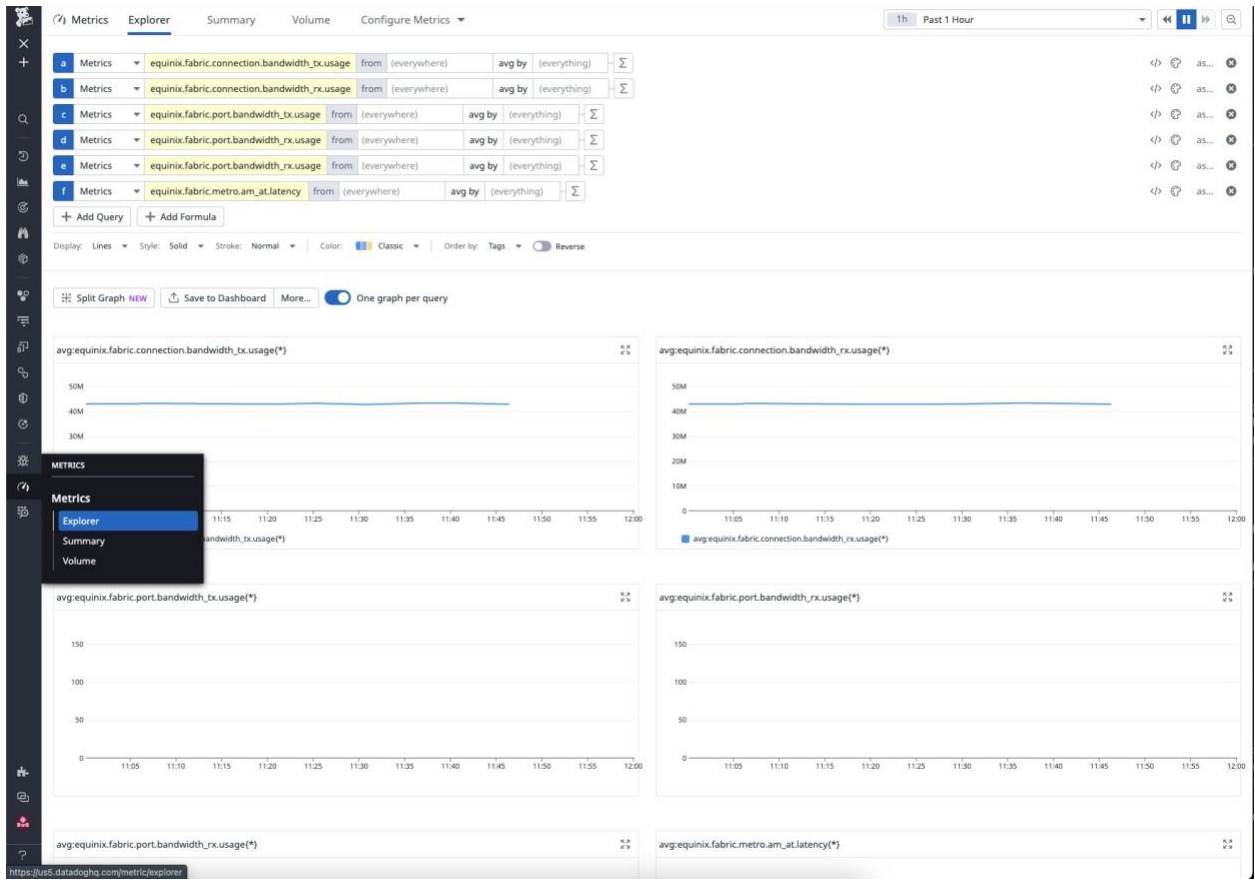 Metrics Explorer Summary Volume Configure Metrics 1h Past 1 Hour
a Metrics equinix.fabric.connection.bandwidth_tx.usage from (everywhere) avg by (everything) Σ </> as...
b Metrics equinix.fabric.connection.bandwidth_rx.usage from (everywhere) avg by (everything) Σ </> as...
c Metrics equinix.fabric.port.bandwidth_tx.usage from (everywhere) avg by (everything) Σ </> as...
d Metrics equinix.fabric.port.bandwidth_rx.usage from (everywhere) avg by (everything) Σ </> as...
e Metrics equinix.fabric.port.bandwidth_rx.usage from (everywhere) avg by (everything) Σ </> as...
f Metrics equinix.fabric.metro.am_at.latency from (everywhere) avg by (everything) Σ </> as...
+ Add Query + Add Formula
Display: Lines Style: Solid Stroke: Normal Color: Classic Order by: Tags Reverse
Split Graph NEW Save to Dashboard More... One graph per query
avg:equinix.fabric.connection.bandwidth_tx.usage{*}
50M
40M
30M
11:15 11:20 11:25 11:30 11:35 11:40 11:45 11:50 11:55 12:00
andwidth_tx.usage{*}
avg:equinix.fabric.connection.bandwidth_rx.usage{*}
50M
40M
30M
20M
10M
0
11:05 11:10 11:15 11:20 11:25 11:30 11:35 11:40 11:45 11:50 11:55 12:00
avg:equinix.fabric.connection.bandwidth_rx.usage{*}
METRICS
Metrics
Explorer
Summary
Volume
avg:equinix.fabric.port.bandwidth_tx.usage{*}
150
100
50
0
11:05 11:10 11:15 11:20 11:25 11:30 11:35 11:40 11:45 11:50 11:55 12:00
avg:equinix.fabric.port.bandwidth_rx.usage{*}
150
100
50
0
11:05 11:10 11:15 11:20 11:25 11:30 11:35 11:40 11:45 11:50 11:55 12:00
avg:equinix.fabric.port.bandwidth_rx.usage{*}
avg:equinix.fabric.metro.am_at.latency{*}
https://us5.datadoghq.com/metric/explorer